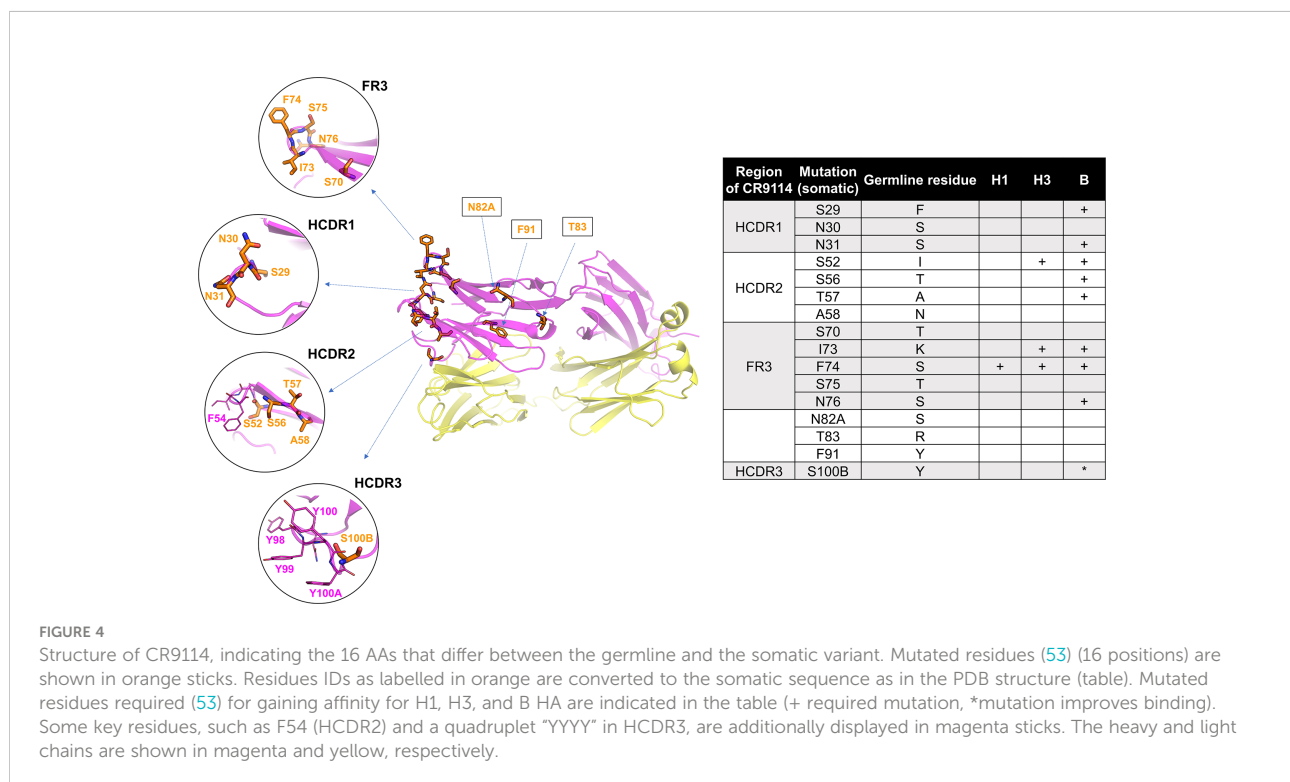 FR3
F74
S75
N76
I73
S70
HCDR1
N30
S29
N31
HCDR2
T57
F54
S52
S56
A58
HCDR3
Y100
Y98
S100B
Y99
Y100A
N82A
F91
T83
Region of CR9114 Mutation (somatic) Germline residue H1 H3 B
HCDR1 S29 F +
N30 S
N31 S +
HCDR2 S52 I + +
S56 T +
T57 A +
A58 N
FR3 S70 T
I73 K + +
F74 S + + +
S75 T
N76 S +
N82A S
T83 R
F91 Y
HCDR3 S100B Y *
FIGURE 4
Structure of CR9114, indicating the 16 AAs that differ between the germline and the somatic variant. Mutated residues (53) (16 positions) are
shown in orange sticks. Residues IDs as labelled in orange are converted to the somatic sequence as in the PDB structure (table). Mutated
residues required (53) for gaining affinity for H1, H3, and B HA are indicated in the table (+ required mutation, *mutation improves binding).
Some key residues, such as F54 (HCDR2) and a quadruplet “YYYY” in HCDR3, are additionally displayed in magenta sticks. The heavy and light
chains are shown in magenta and yellow, respectively.